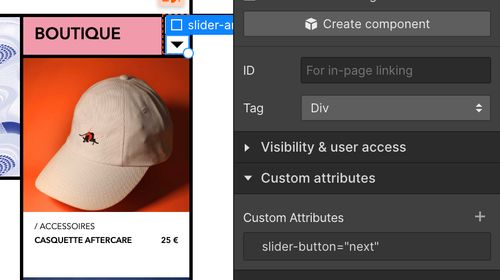 BOUTIQUE
slider-ar
/ ACCESSOIRES
CASQUETTE AFTERCARE 25 €
Create component
ID For in-page linking
Tag Div
Visibility & user access
Custom attributes
Custom Attributes +
slider-button="next"